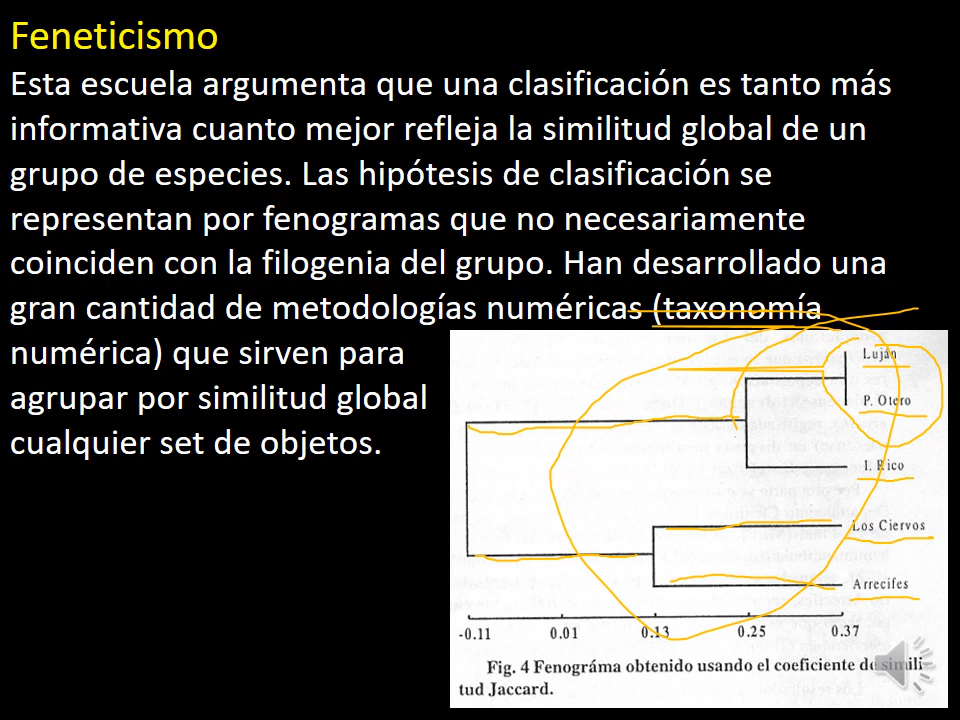 Feneticismo
Esta escuela argumenta que una clasificación es tanto más
informativa cuanto mejor refleja la similitud global de un
grupo de especies. Las hipótesis de clasificación se
representan por fenogramas que no necesariamente
coinciden con la filogenia del grupo. Han desarrollado una
gran cantidad de metodologías numéricas (taxonomía
numérica) que sirven para
agrupar por similitud global
cualquier set de objetos.
Luján
P. Otero
I. Rico
Los Ciervos
Arrecifes
-0.11 0.01 0.13 0.25 0.37
Fig. 4 Fenográma obtenido usando el coeficiente de simili
tud Jaccard.